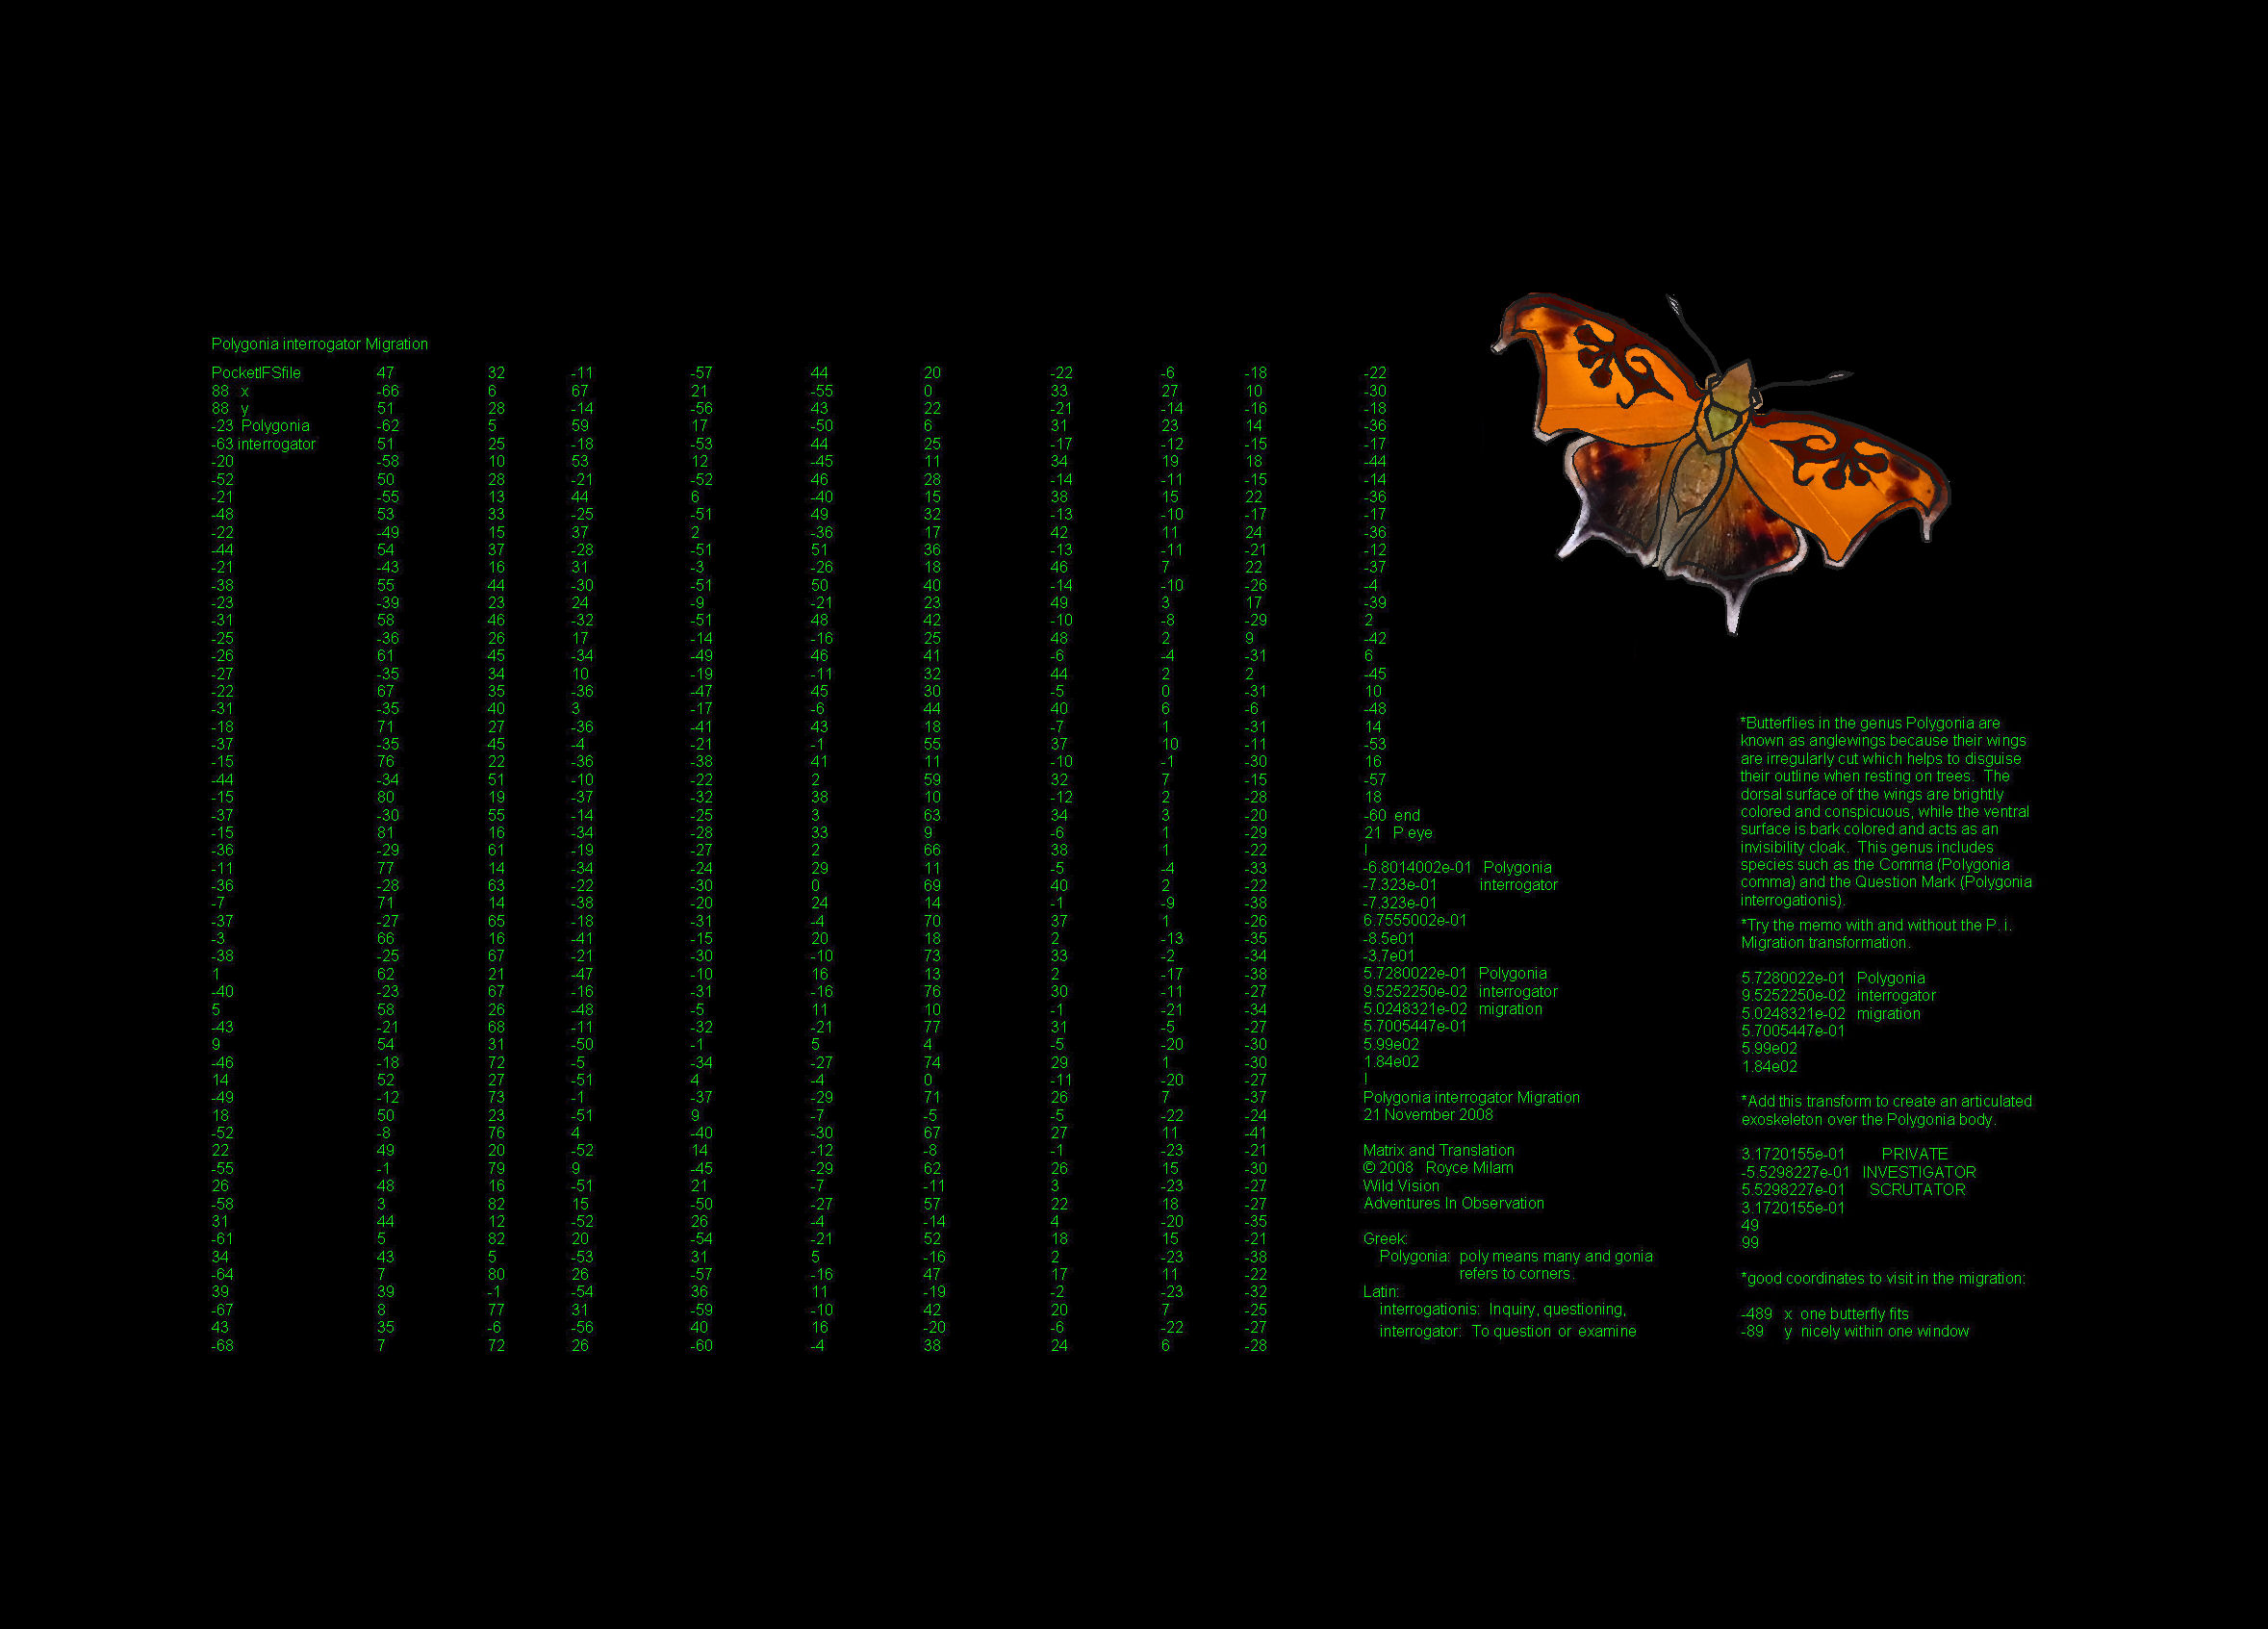 Polygonia interrogator Migration
PocketIFSfile 47 32 -11 -57 44 20 -22 -6 -18
88 x -66 6 67 21 -55 0 33 27 10
88 y 51 28 -14 -56 43 22 -21 -14 -16
-23 Polygonia -62 5 59 17 -50 6 31 23 14
-63 interrogator 51 25 -18 -53 44 25 -17 -12 -15
-20 -58 10 53 12 -45 11 34 19 18
-52 50 28 -21 -52 46 28 -14 -11 -15
-21 -55 13 44 6 -40 15 38 15 22
-48 53 33 -25 -51 49 32 -13 -10 -17
-22 -49 15 37 2 -36 17 42 11 24
-44 54 37 -28 -51 51 36 -13 -11 -21
-21 -43 16 31 -3 -26 18 46 7 22
-38 55 44 -30 -51 50 40 -14 -10 -26
-23 -39 23 24 -9 -21 23 49 3 17
-31 58 46 -32 -51 48 42 -10 -8 -29
-25 -36 26 17 -14 -16 25 48 2 9
-26 61 45 -34 -49 46 41 -6 -4 -31
-27 -35 34 10 -19 -11 32 44 2 2
-22 67 35 -36 -47 45 30 -5 0 -31
-31 -35 40 3 -17 -6 44 40 6 -6
-18 71 27 -36 -41 43 18 -7 1 -31
-37 -35 45 -4 -21 -1 55 37 10 -11
-15 76 22 -36 -38 41 11 -10 -1 -30
-44 -34 51 -10 -22 2 59 32 7 -15
-15 80 19 -37 -32 38 10 -12 2 -28
-37 -30 55 -14 -25 3 63 34 3 -20
-15 81 16 -34 -28 33 9 -6 1 -29
-36 -29 61 -19 -27 2 66 38 1 -22
-11 77 14 -34 -24 29 11 -5 -4 -33
-36 -28 63 -22 -30 0 69 40 2 -22
-7 71 14 -38 -20 24 14 -1 -9 -38
-37 -27 65 -18 -31 -4 70 37 1 -26
-3 66 16 -41 -15 20 18 2 -13 -35
-38 -25 67 -21 -30 -10 73 33 -2 -34
1 62 21 -47 -10 16 13 2 -17 -38
-40 -23 67 -16 -31 -16 76 30 -11 -27
5 58 26 -48 -5 11 10 -1 -21 -34
-43 -21 68 -11 -32 -21 77 31 -5 -27
9 54 31 -50 -1 5 4 -5 -20 -30
-46 -18 72 -5 -34 -27 74 29 1 -30
14 52 27 -51 4 -4 0 -11 -20 -27
-49 -12 73 -1 -37 -29 71 26 7 -37
18 50 23 -51 9 -7 -5 -5 -22 -24
-52 -8 76 4 -40 -30 67 27 11 -41
22 49 20 -52 14 -12 -8 -1 -23 -21
-55 -1 79 9 -45 -29 62 26 15 -30
26 48 16 -51 21 -7 -11 3 -23 -27
-58 3 82 15 -50 -27 57 22 18 -27
31 44 12 -52 26 -4 -14 4 -20 -35
-61 5 82 20 -54 -21 52 18 15 -21
34 43 5 -53 31 5 -16 2 -23 -38
-64 7 80 26 -57 -16 47 17 11 -22
39 39 -1 -54 36 11 -19 -2 -23 -32
-67 8 77 31 -59 -10 42 20 7 -25
43 35 -6 -56 40 16 -20 -6 -22 -27
-68 7 72 26 -60 -4 38 24 6 -28
-22
-30
-18
-36
-17
-44
-14
-36
-17
-36
-12
-37
-4
-39
2
-42
6
-45
10
-48
14
-53
16
-57
18
-60 end
21 P eye
|
-6.8014002e-01 Polygonia
-7.323e-01 interrogator
-7.323e-01
6.7555002e-01
-8.5e01
-3.7e01
5.7280022e-01 Polygonia
9.5252250e-02 interrogator
5.0248321e-02 migration
5.7005447e-01
5.99e02
1.84e02
|
Polygonia interrogator Migration
21 November 2008
Matrix and Translation
© 2008 Royce Milam
Wild Vision
Adventures In Observation
Greek:
Polygonia: poly means many and gonia
refers to corners.
Latin:
interrogationis: Inquiry, questioning,
interrogator: To question or examine
*Butterflies in the genus Polygonia are
known as anglewings because their wings
are irregularly cut which helps to disguise
their outline when resting on trees. The
dorsal surface of the wings are brightly
colored and conspicuous, while the ventral
surface is bark colored and acts as an
invisibility cloak. This genus includes
species such as the Comma (Polygonia
comma) and the Question Mark (Polygonia
interrogationis).
*Try the memo with and without the P. i.
Migration transformation.
5.7280022e-01 Polygonia
9.5252250e-02 interrogator
5.0248321e-02 migration
5.7005447e-01
5.99e02
1.84e02
*Add this transform to create an articulated
exoskeleton over the Polygonia body.
3.1720155e-01 PRIVATE
-5.5298227e-01 INVESTIGATOR
5.5298227e-01 SCRUTATOR
3.1720155e-01
49
99
*good coordinates to visit in the migration:
-489 x one butterfly fits
-89 y nicely within one window